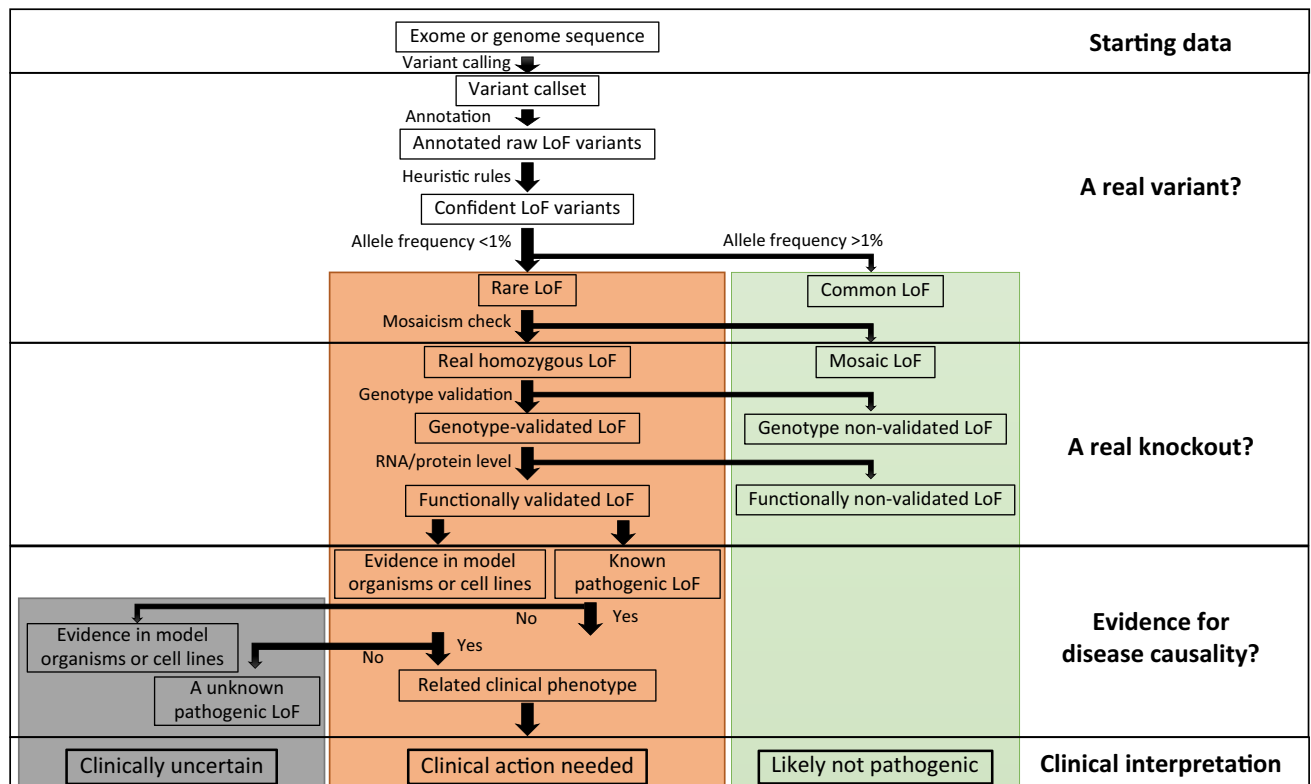 Exome or genome sequence
Starting data
Variant calling
Variant callset
Annotation
Annotated raw LoF variants
A real variant?
Heuristic rules
Confident LoF variants
Allele frequency <1%
Allele frequency >1%
Rare LoF
Common LoF
Mosaicism check
Real homozygous LoF
Mosaic LoF
Genotype validation
Genotype-validated LoF
Genotype non-validated LoF
A real knockout?
RNA/protein level
Functionally validated LoF
Functionally non-validated LoF
Evidence in model
organisms or cell lines
Known
pathogenic LoF
No
Yes
Evidence in model
organisms or cell lines
Evidence for
disease causality?
No
Yes
A unknown
pathogenic LoF
Related clinical phenotype
Clinically uncertain
Clinical action needed
Likely not pathogenic
Clinical interpretation